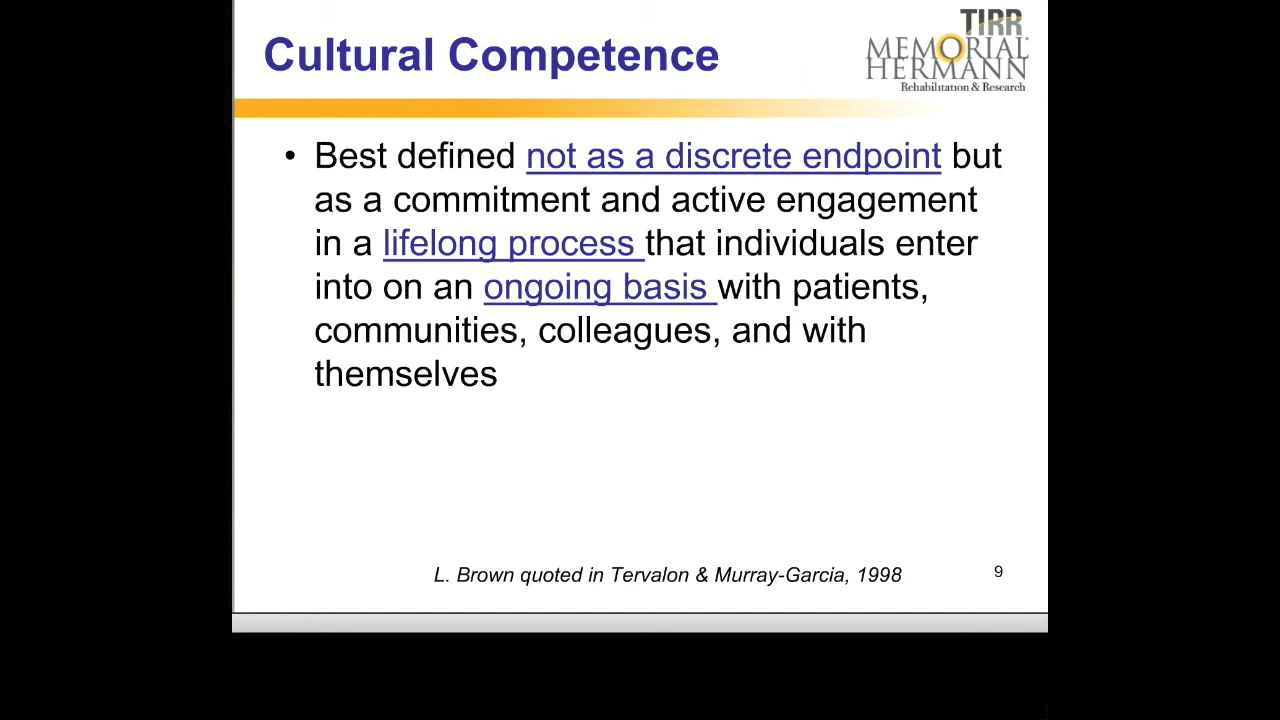 Cultural Competence
TIRR
MEMORIAL
HERMANN
Rehabilitation & Research
• Best defined not as a discrete endpoint but
as a commitment and active engagement
in a lifelong process that individuals enter
into on an ongoing basis with patients,
communities, colleagues, and with
themselves
L. Brown quoted in Tervalon & Murray-Garcia, 1998
9